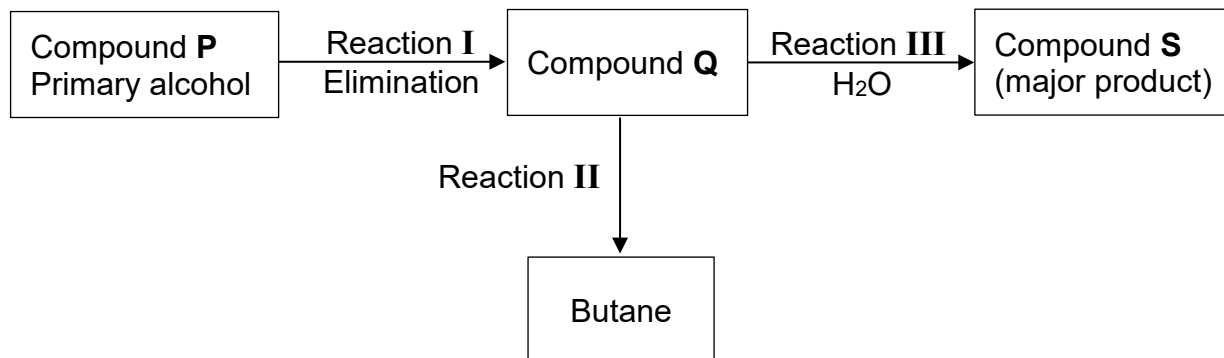 Compound P
Primary alcohol
Reaction I
Elimination
Compound Q
Reaction III
H2O
Compound S
(major product)
Reaction II
Butane